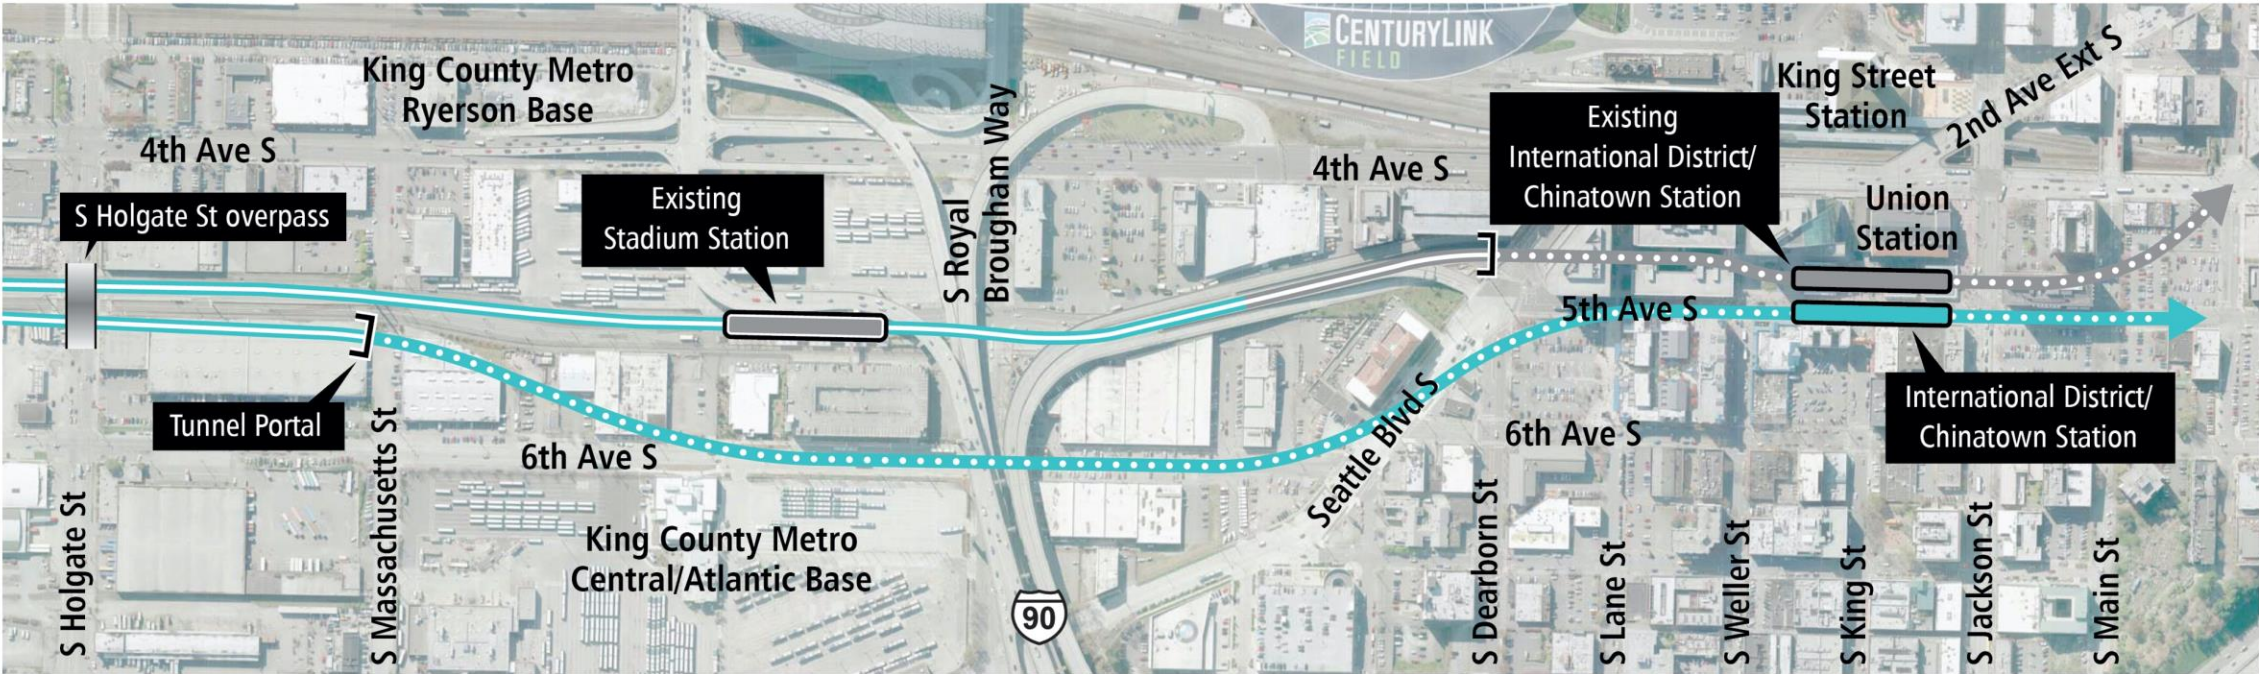 CENTURYLINK
FIELD
King County Metro
Ryerson Base
King Street
Station
2nd Ave Ext S
4th Ave S
4th Ave S
Existing
International District/
Chinatown Station
S Holgate St overpass
Existing
Stadium Station
S Royal
Brougham Way
Union
Station
5th Ave S
Tunnel Portal
International District/
Chinatown Station
6th Ave S
6th Ave S
Seattle Blvd S
King County Metro
Central/Atlantic Base
90
S Holgate St
S Massachusetts St
S Dearborn St
S Lane St
S Weller St
S King St
S Jackson St
S Main St